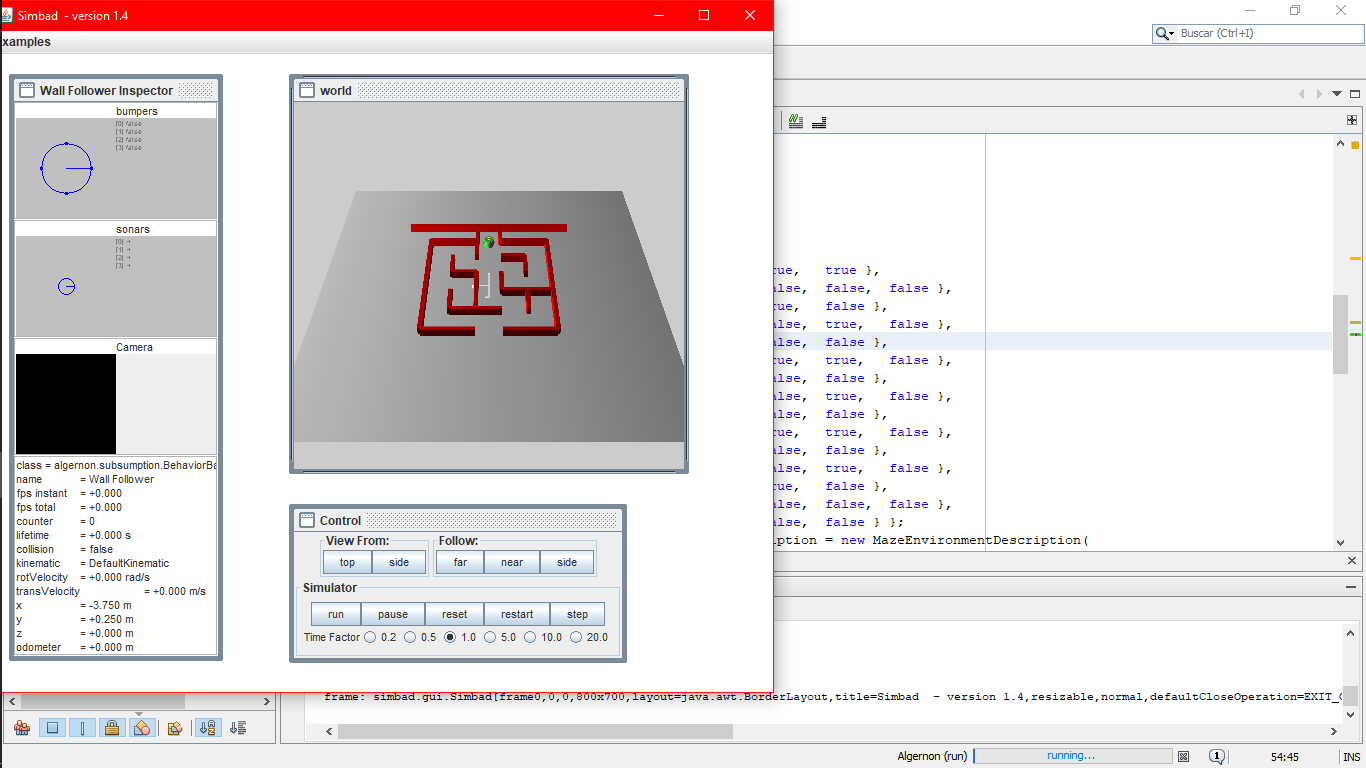 Simbad - version 1.4
xamples
Buscar (Ctrl+I)
Wall Follower Inspector
bumpers
[0] false
[1] false
[2] false
[3] false
sonars
[0]
[1]
[2]
[3]
Camera
class = algernon.subsumption.BehaviorBa
name = Wall Follower
fps instant = +0.000
fps total = +0.000
counter = 0
lifetime = +0.000 s
collision = false
kinematic = DefaultKinematic
rotVelocity = +0.000 rad/s
transVelocity = +0.000 m/s
x = -3.750 m
y = +0.250 m
z = +0.000 m
odometer = +0.000 m
world
Control
View From:
Follow:
top side far near side
Simulator
run pause reset restart step
Time Factor 0.2 0.5 1.0 5.0 10.0 20.0
rue, true },
alse, false, false },
rue, false },
alse, true, false },
alse, false },
rue, true, false },
alse, false },
alse, true, false },
alse, false },
rue, true, false },
alse, false },
alse, true, false },
rue, false },
alse, false, false },
alse, false } };
iption = new MazeEnvironmentDescription(
frame: simbad.gui.Simbad[frame0,0,0,800x700,layout=java.awt.BorderLayout,title=Simbad - version 1.4,resizable,normal,defaultCloseOperation=EXIT_
Algernon (run)
running...
1
54:45
INS